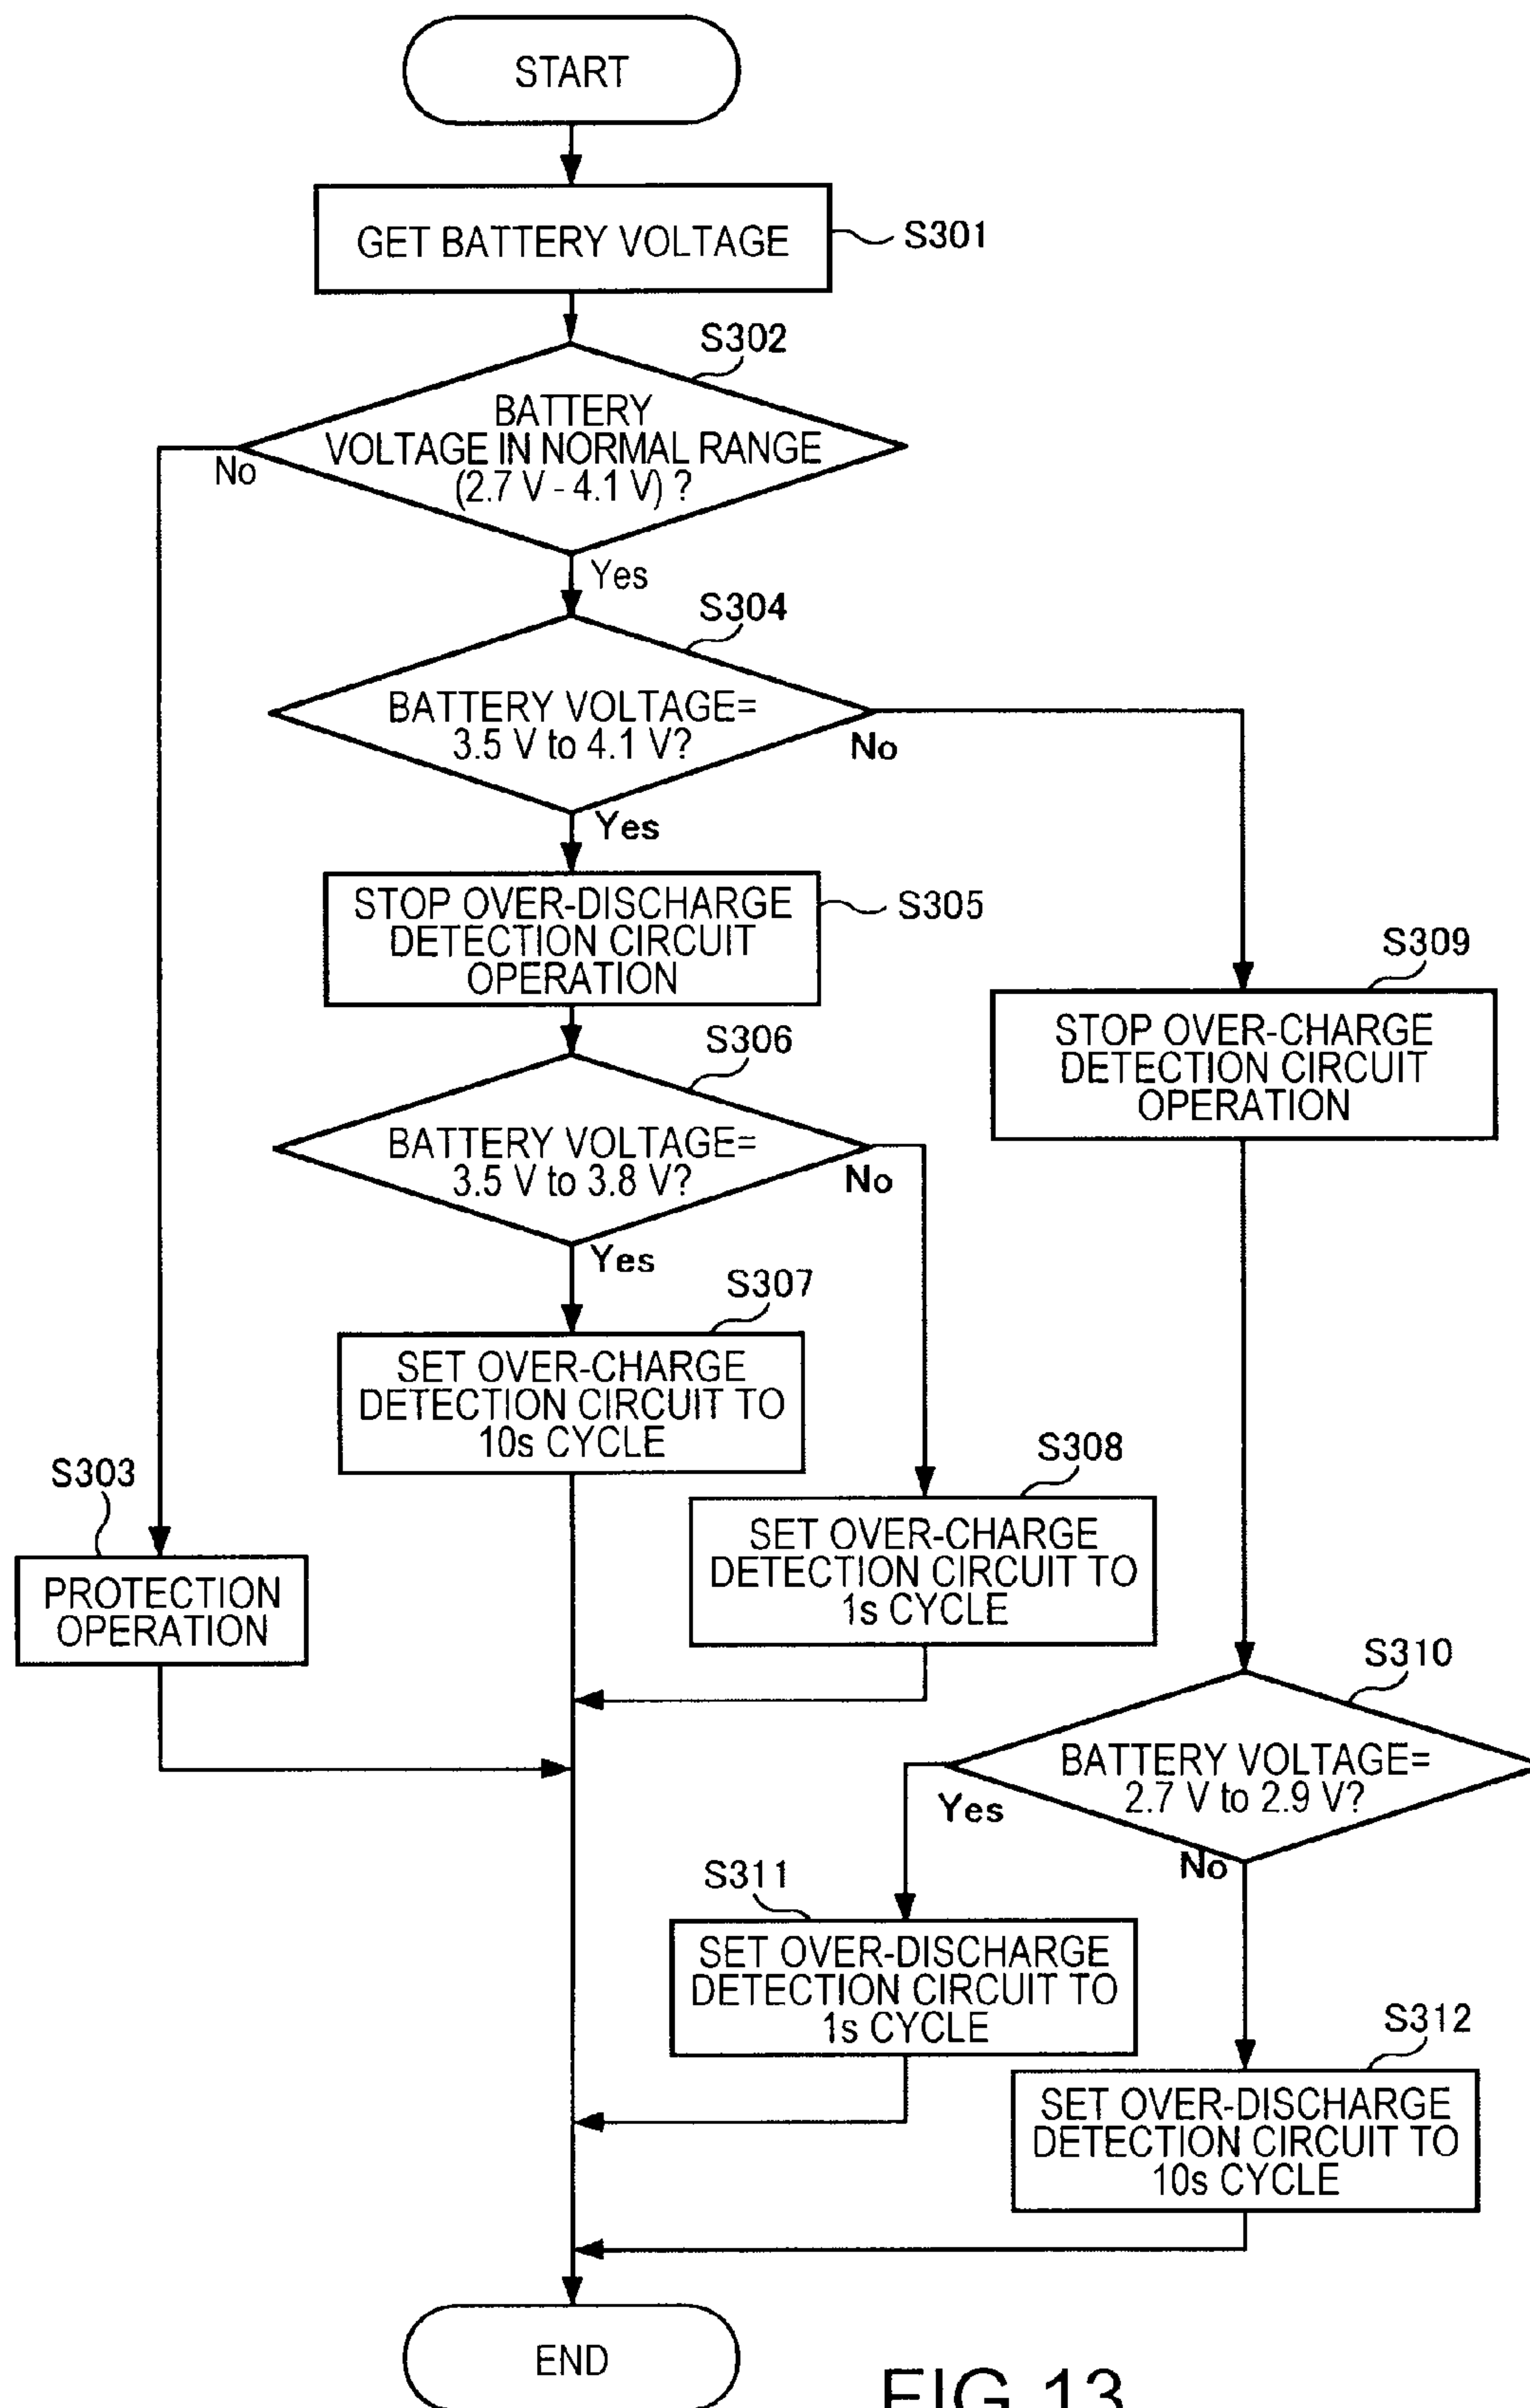 START
GET BATTERY VOLTAGE
S301
S302
BATTERY
VOLTAGE IN NORMAL RANGE
(2.7 V - 4.1 V) ?
No
Yes
S304
BATTERY VOLTAGE=
3.5 V to 4.1 V?
No
Yes
STOP OVER-DISCHARGE
DETECTION CIRCUIT
OPERATION
S305
S309
STOP OVER-CHARGE
DETECTION CIRCUIT
OPERATION
S306
BATTERY VOLTAGE=
3.5 V to 3.8 V?
No
Yes
S307
SET OVER-CHARGE
DETECTION CIRCUIT TO
10s CYCLE
S308
SET OVER-CHARGE
DETECTION CIRCUIT TO
1s CYCLE
S303
PROTECTION
OPERATION
S310
BATTERY VOLTAGE=
2.7 V to 2.9 V?
Yes
No
S311
SET OVER-DISCHARGE
DETECTION CIRCUIT TO
1s CYCLE
S312
SET OVER-DISCHARGE
DETECTION CIRCUIT TO
10s CYCLE
END
FIG.13